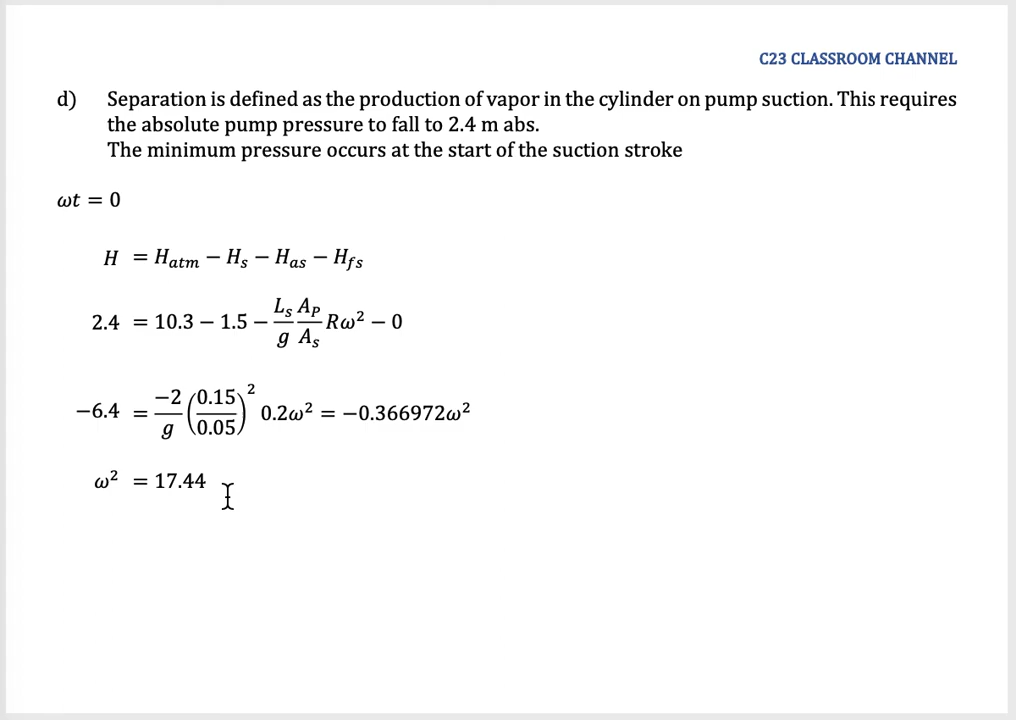 C23 CLASSROOM CHANNEL
d) Separation is defined as the production of vapor in the cylinder on pump suction. This requires
the absolute pump pressure to fall to 2.4 m abs.
The minimum pressure occurs at the start of the suction stroke
ωt = 0
H = H_atm − H_s − H_as − H_fs
2.4 = 10.3 − 1.5 − (L_s/g)(A_P/A_s)Rω² − 0
−6.4 = (−2/g)(0.15/0.05)² 0.2ω² = −0.366972ω²
ω² = 17.44